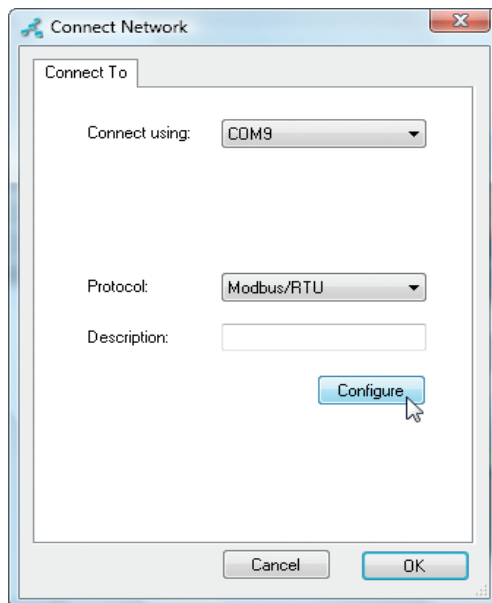 Connect Network
Connect To
Connect using: COM9
Protocol: Modbus/RTU
Description:
Configure
Cancel OK